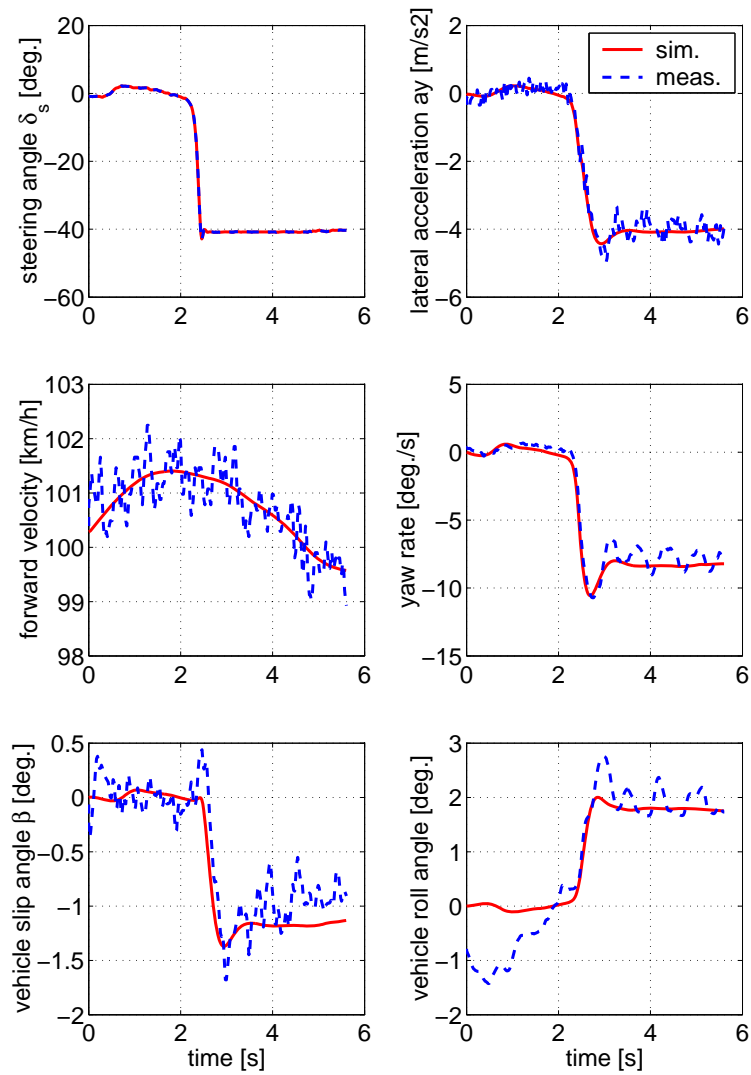 20
0
−20
−40
−60
0 2 4 6
steering angle δs [deg.]
2
0
−2
−4
−6
0 2 4 6
lateral acceleration ay [m/s2]
sim.
meas.
103
102
101
100
99
98
0 2 4 6
forward velocity [km/h]
5
0
−5
−10
−15
0 2 4 6
yaw rate [deg./s]
0.5
0
−0.5
−1
−1.5
−2
0 2 4 6
vehicle slip angle β [deg.]
time [s]
3
2
1
0
−1
−2
0 2 4 6
vehicle roll angle [deg.]
time [s]